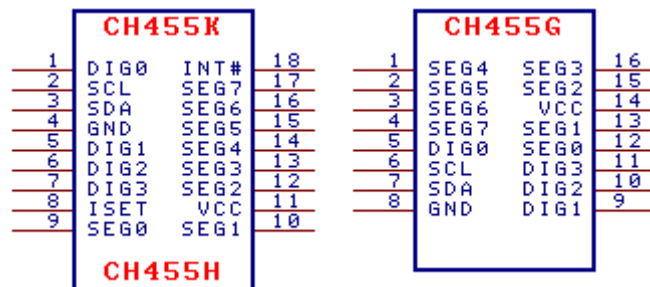 CH455K CH455G
1 DIG0 INT# 18 1 SEG4 SEG3 16
2 SCL SEG7 17 2 SEG5 SEG2 15
3 SDA SEG6 16 3 SEG6 VCC 14
4 GND SEG5 15 4 SEG7 SEG1 13
5 DIG1 SEG4 14 5 DIG0 SEG0 12
6 DIG2 SEG3 13 6 SCL DIG3 11
7 DIG3 SEG2 12 7 SDA DIG2 10
8 ISET VCC 11 8 GND DIG1 9
9 SEG0 SEG1 10
CH455H